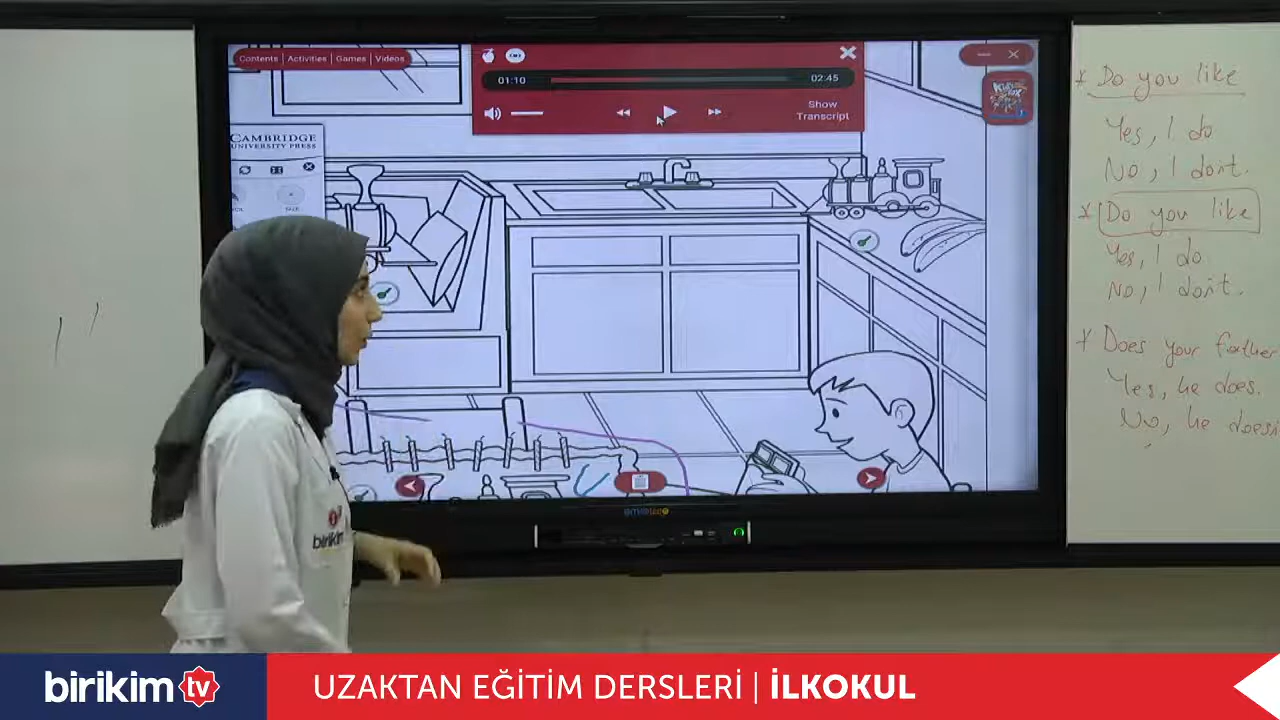 Contents | Activities | Games | Videos
01:10
02:45
Show
Transcript
CAMBRIDGE
UNIVERSITY PRESS
* Do you like
Yes, I do
No, I don't.
* Do you like
Yes, I do
No, I don't.
* Does your father
Yes, he does.
No, he doesn
birikim
birikim tv
UZAKTAN EĞİTİM DERSLERİ | İLKOKUL